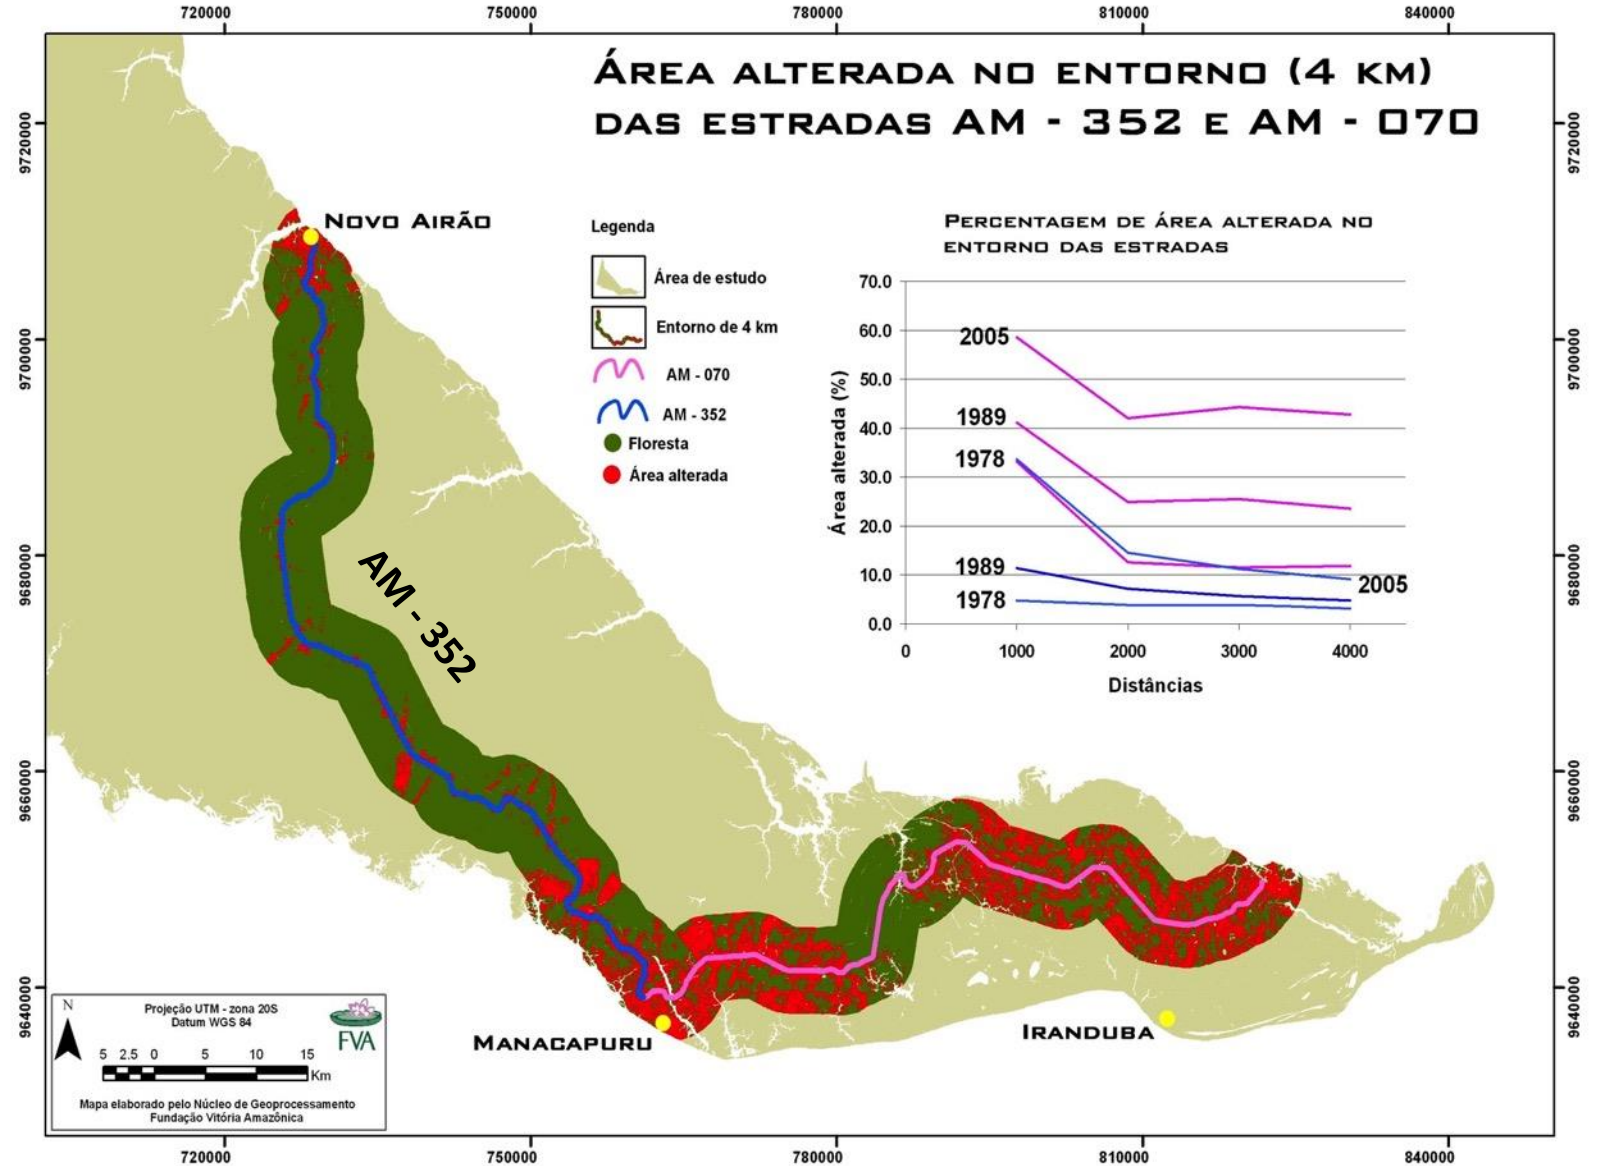 720000
750000
780000
810000
840000
ÁREA ALTERADA NO ENTORNO (4 KM)
DAS ESTRADAS AM - 352 E AM - 070
9720000
9700000
9680000
9660000
9640000
9720000
9700000
9680000
9660000
9640000
NOVO AIRÃO
Legenda
Área de estudo
Entorno de 4 km
AM - 070
AM - 352
Floresta
Área alterada
PERCENTAGEM DE ÁREA ALTERADA NO
ENTORNO DAS ESTRADAS
Área alterada (%)
70.0
60.0
50.0
40.0
30.0
20.0
10.0
0.0
2005
1989
1978
1989
1978
2005
0
1000
2000
3000
4000
Distâncias
AM - 352
MANACAPURU
IRANDUBA
N
Projeção UTM - zona 20S
Datum WGS 84
FVA
5 2.5 0 5 10 15
Km
Mapa elaborado pelo Núcleo de Geoprocessamento
Fundação Vitória Amazônica
720000
750000
780000
810000
840000